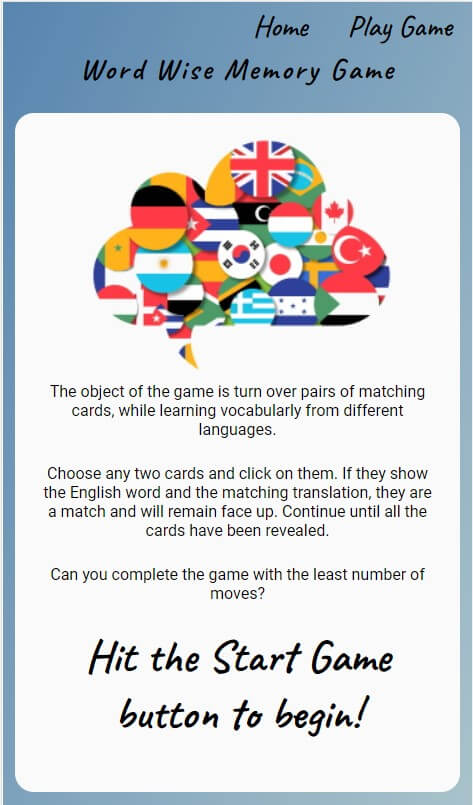 Home Play Game
Word Wise Memory Game
The object of the game is turn over pairs of matching
cards, while learning vocabularly from different
languages.
Choose any two cards and click on them. If they show
the English word and the matching translation, they are
a match and will remain face up. Continue until all the
cards have been revealed.
Can you complete the game with the least number of
moves?
Hit the Start Game
button to begin!